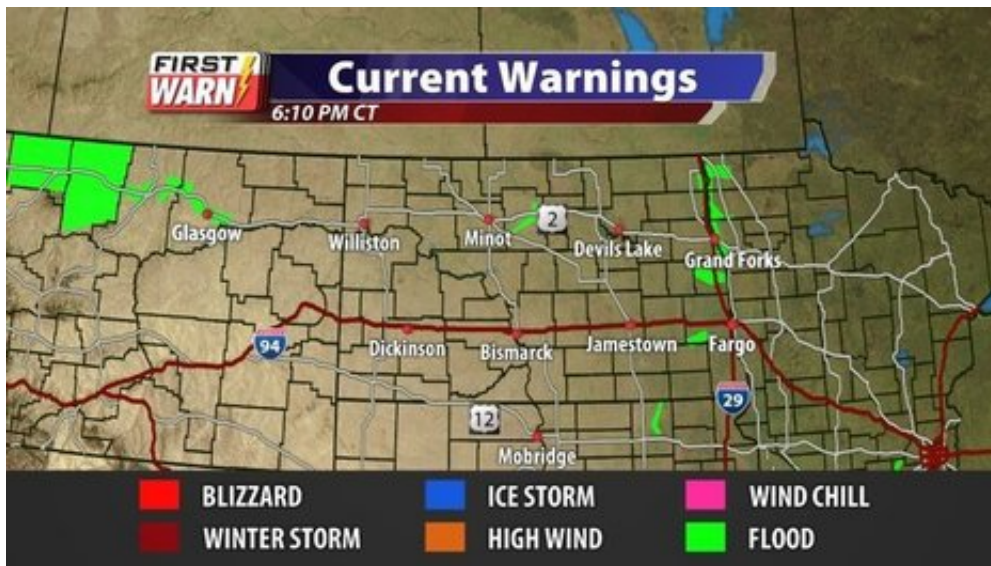 FIRST
WARN
Current Warnings
6:10 PM CT
Glasgow
Williston
Minot
2
Devils Lake
Grand Forks
94
Dickinson
Bismarck
Jamestown
Fargo
29
12
Mobridge
BLIZZARD
ICE STORM
WIND CHILL
WINTER STORM
HIGH WIND
FLOOD